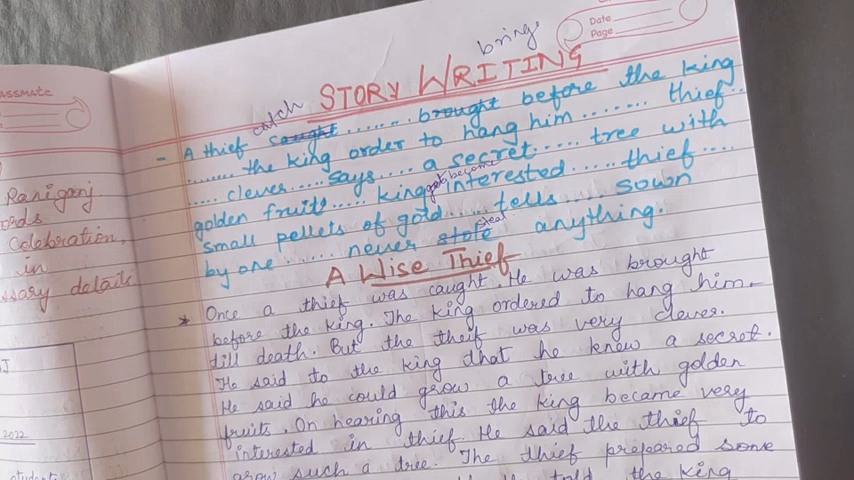 Date
Page
bring
STORY WRITING
catch
- A thief caught ....... brought before the king
........ the king order to hang him ........ thief..
..... clever..... says.... a secret..... tree with
golden fruits ..... king get become interested..... thief....
small pellets of gold.... tells.... sown
by one ...... never stole steal anything.
A Wise Thief
* Once a thief was caught. He was brought
before the king. The king ordered to hang him
till death. But the theif was very clever.
He said to the king that he knew a secret.
He said he could grow a tree with golden
fruits. On hearing this the king became very
interested in thief. He said the thief to
grow such a tree. The thief prepared some
told the king
Raniganj
Celebration,
in
details
2022